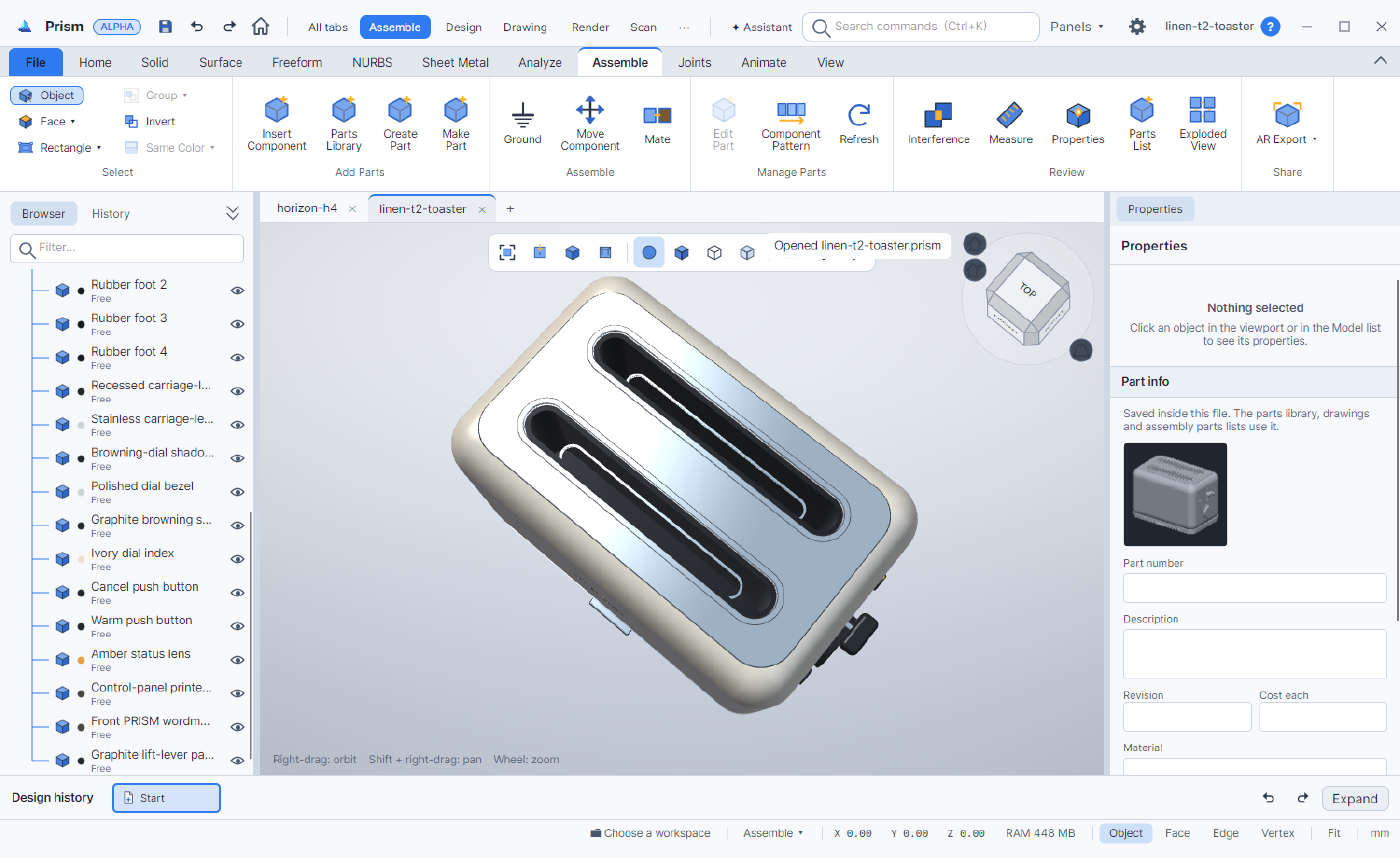 Prism ALPHA All tabs Assemble Design Drawing Render Scan ··· ✦ Assistant Search commands (Ctrl+K) Panels linen-t2-toaster ?
File Home Solid Surface Freeform NURBS Sheet Metal Analyze Assemble Joints Animate View
Object Group
Face Invert
Rectangle Same Color
Select
Insert Component
Parts Library
Create Part
Make Part
Add Parts
Ground
Move Component
Mate
Assemble
Edit Part
Component Pattern
Refresh
Manage Parts
Interference
Measure
Properties
Parts List
Exploded View
Review
AR Export
Share
Browser History
Filter...
Rubber foot 2
Free
Rubber foot 3
Free
Rubber foot 4
Free
Recessed carriage-l...
Free
Stainless carriage-le...
Free
Browning-dial shado...
Free
Polished dial bezel
Free
Graphite browning s...
Free
Ivory dial index
Free
Cancel push button
Free
Warm push button
Free
Amber status lens
Free
Control-panel printe...
Free
Front PRISM wordm...
Free
Graphite lift-lever pa...
Free
horizon-h4 × linen-t2-toaster × +
Opened linen-t2-toaster.prism
TOP
Right-drag: orbit Shift + right-drag: pan Wheel: zoom
Properties
Properties
Nothing selected
Click an object in the viewport or in the Model list
to see its properties.
Part info
Saved inside this file. The parts library, drawings
and assembly parts lists use it.
Part number
Description
Revision Cost each
Material
Design history Start Expand
Choose a workspace Assemble X 0.00 Y 0.00 Z 0.00 RAM 448 MB Object Face Edge Vertex Fit mm